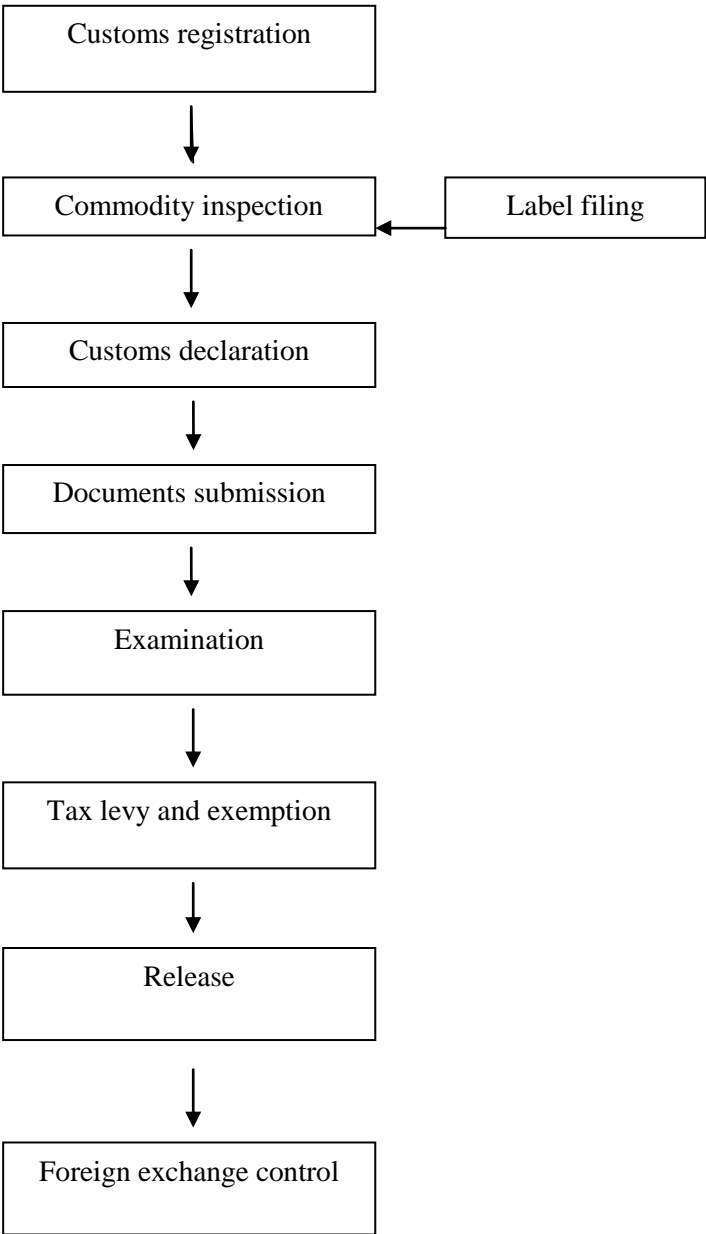 Customs registration
Commodity inspection
Label filing
Customs declaration
Documents submission
Examination
Tax levy and exemption
Release
Foreign exchange control